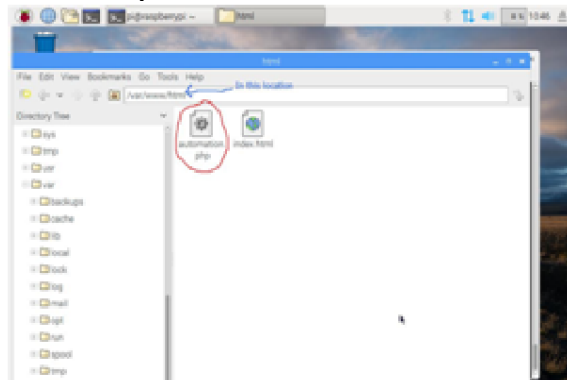 pi@raspberrypi: ~
html
8 % 10:46
html
File Edit View Bookmarks Go Tools Help
In this location
/var/www/html
Directory Tree
sys
tmp
usr
var
backups
cache
lib
local
lock
log
mail
opt
run
spool
tmp
automation.
php
index.html